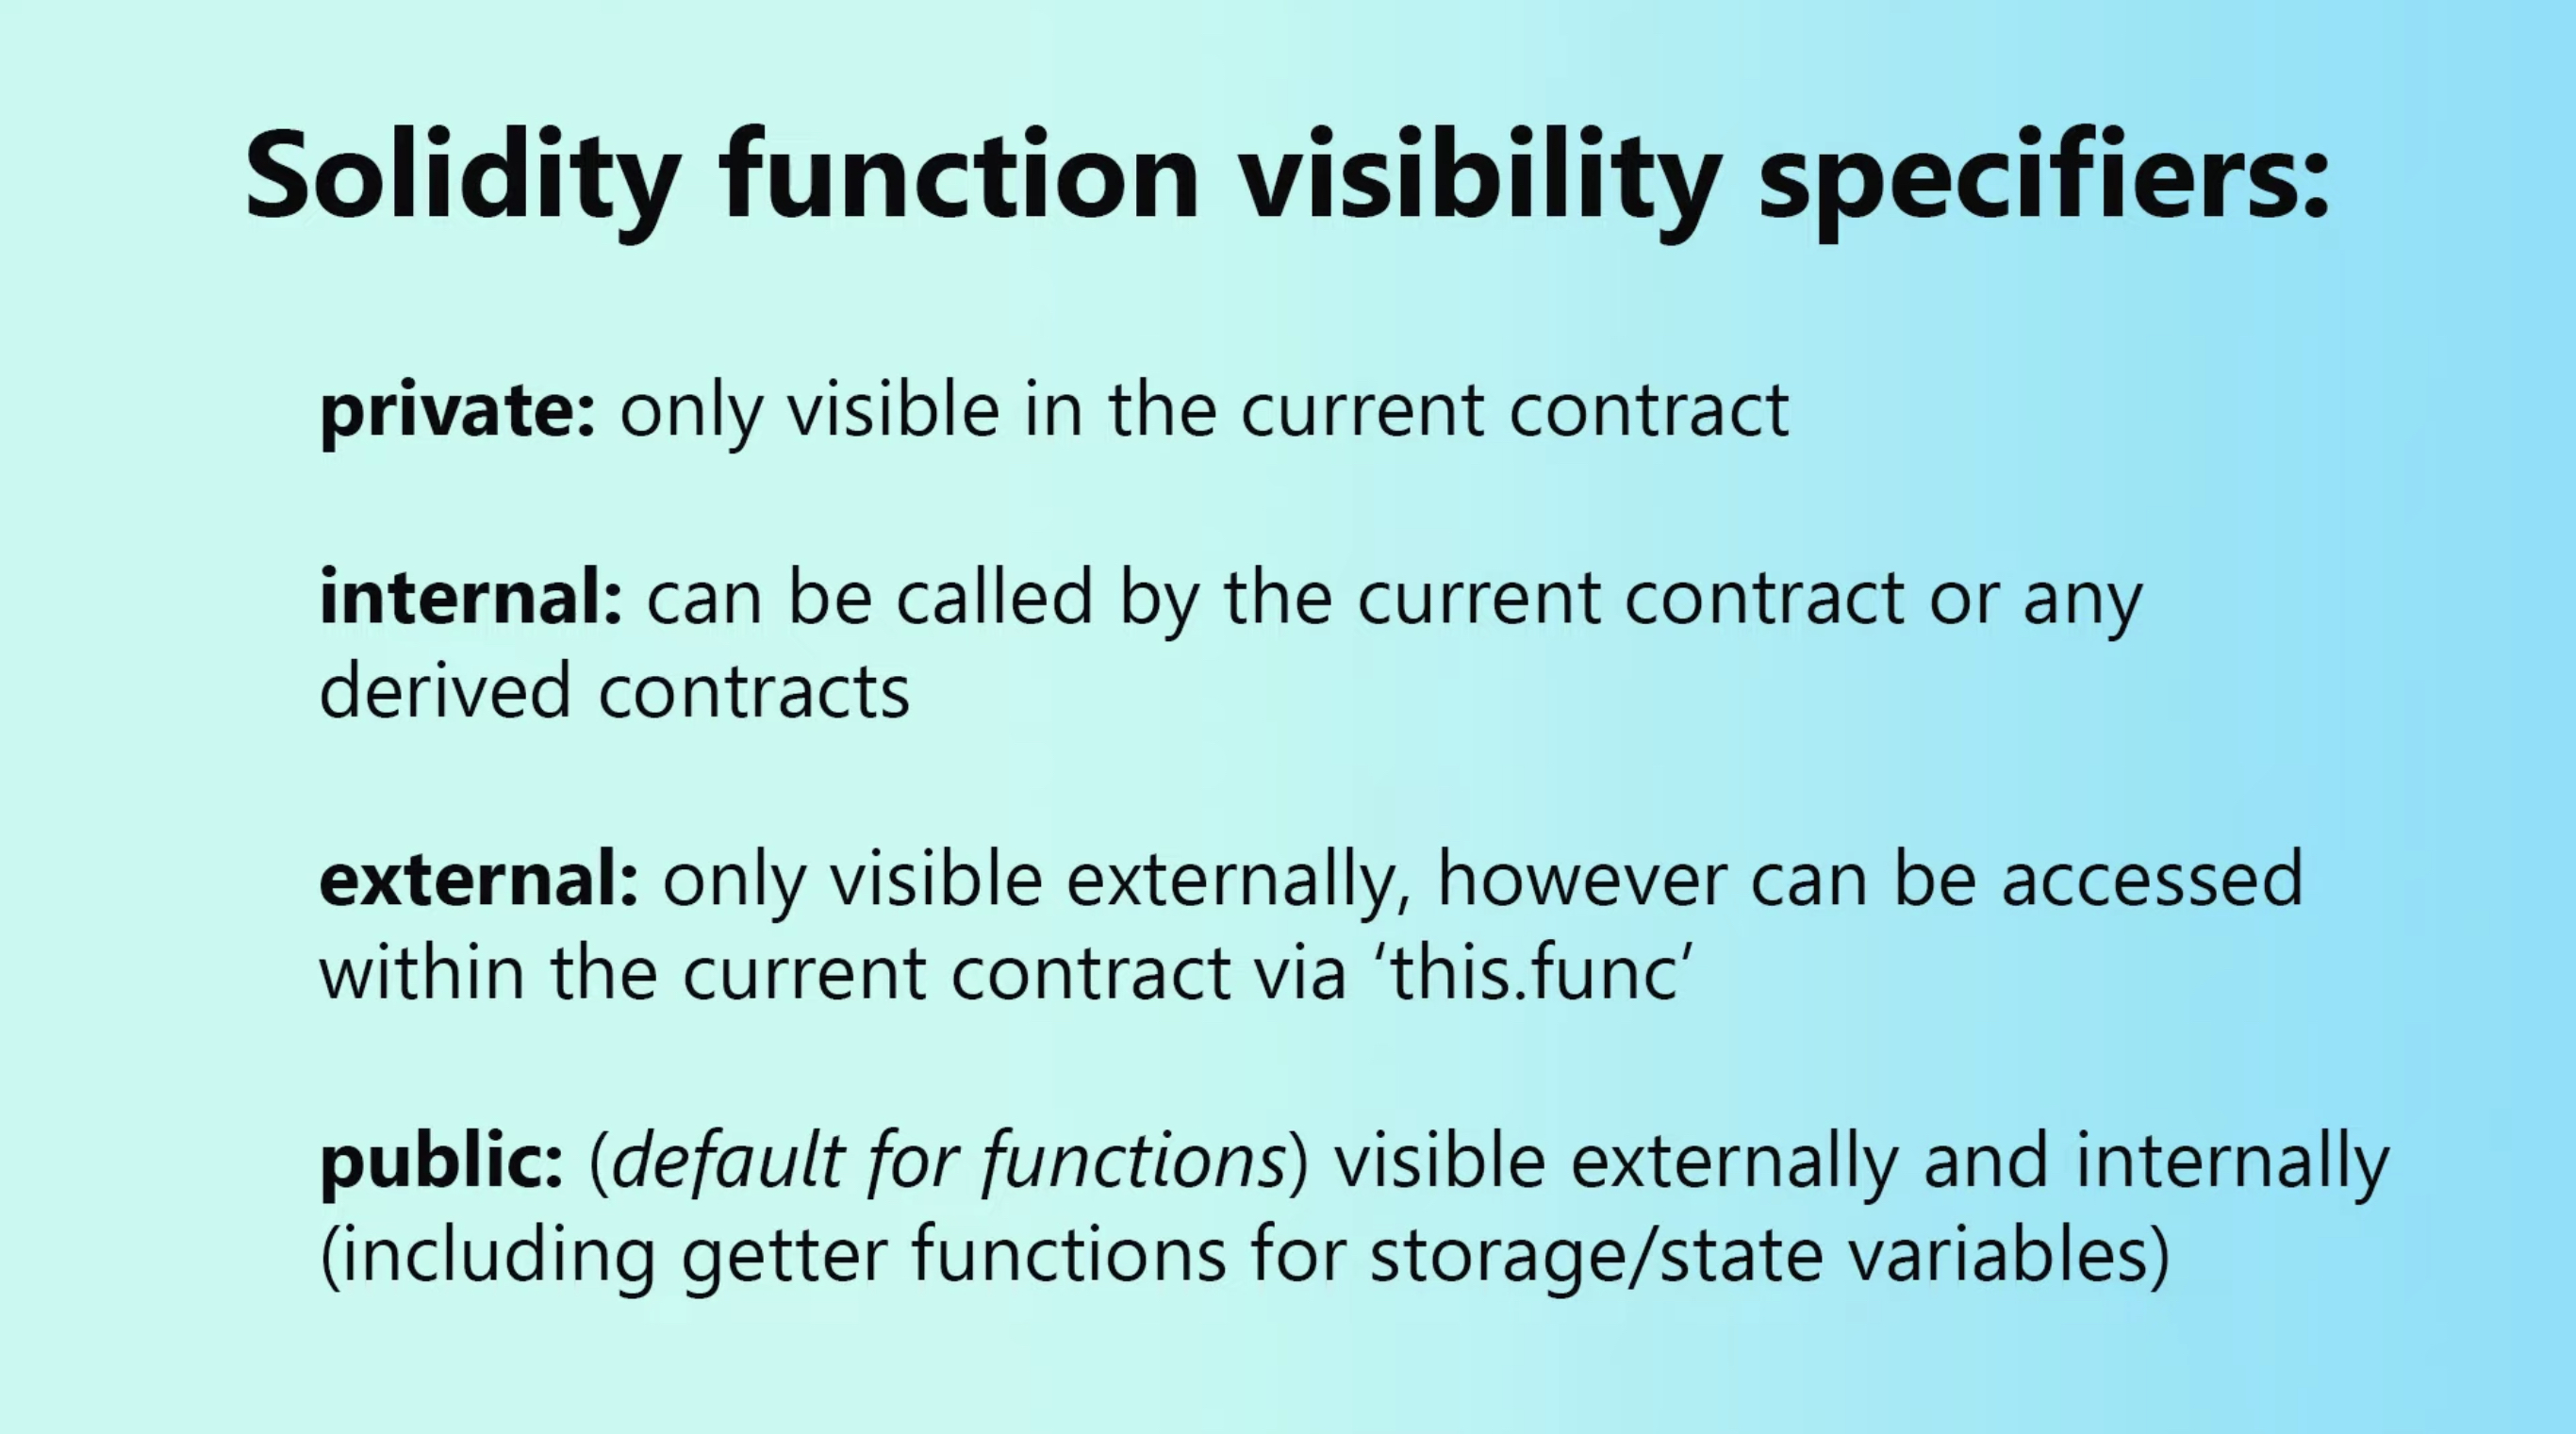 Solidity function visibility specifiers:
private: only visible in the current contract
internal: can be called by the current contract or any
derived contracts
external: only visible externally, however can be accessed
within the current contract via ‘this.func’
public: (default for functions) visible externally and internally
(including getter functions for storage/state variables)